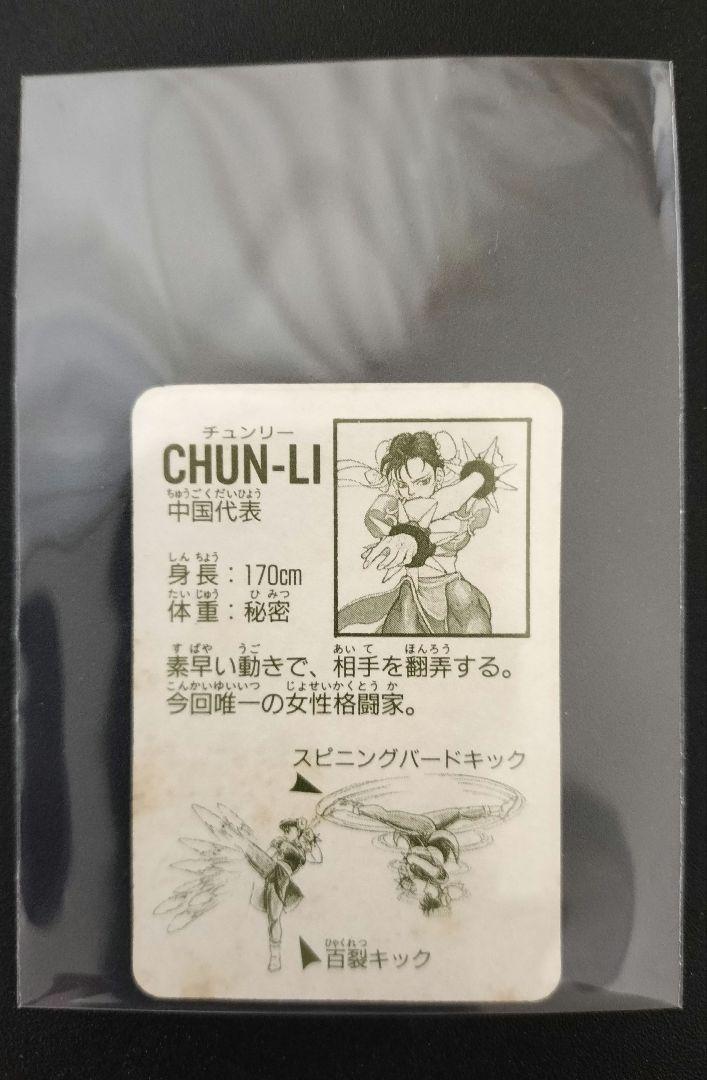 チュンリー
CHUN-LI
ちゅうごくだいひょう
中国代表
しんちょう
身長：170cm
たいじゅう ひみつ
体重：秘密
すばや うご あいて ほんろう
素早い動きで、相手を翻弄する。
こんかいゆいいつ じょせいかくとうか
今回唯一の女性格闘家。
スピニングバードキック
ひゃくれつ
百裂キック